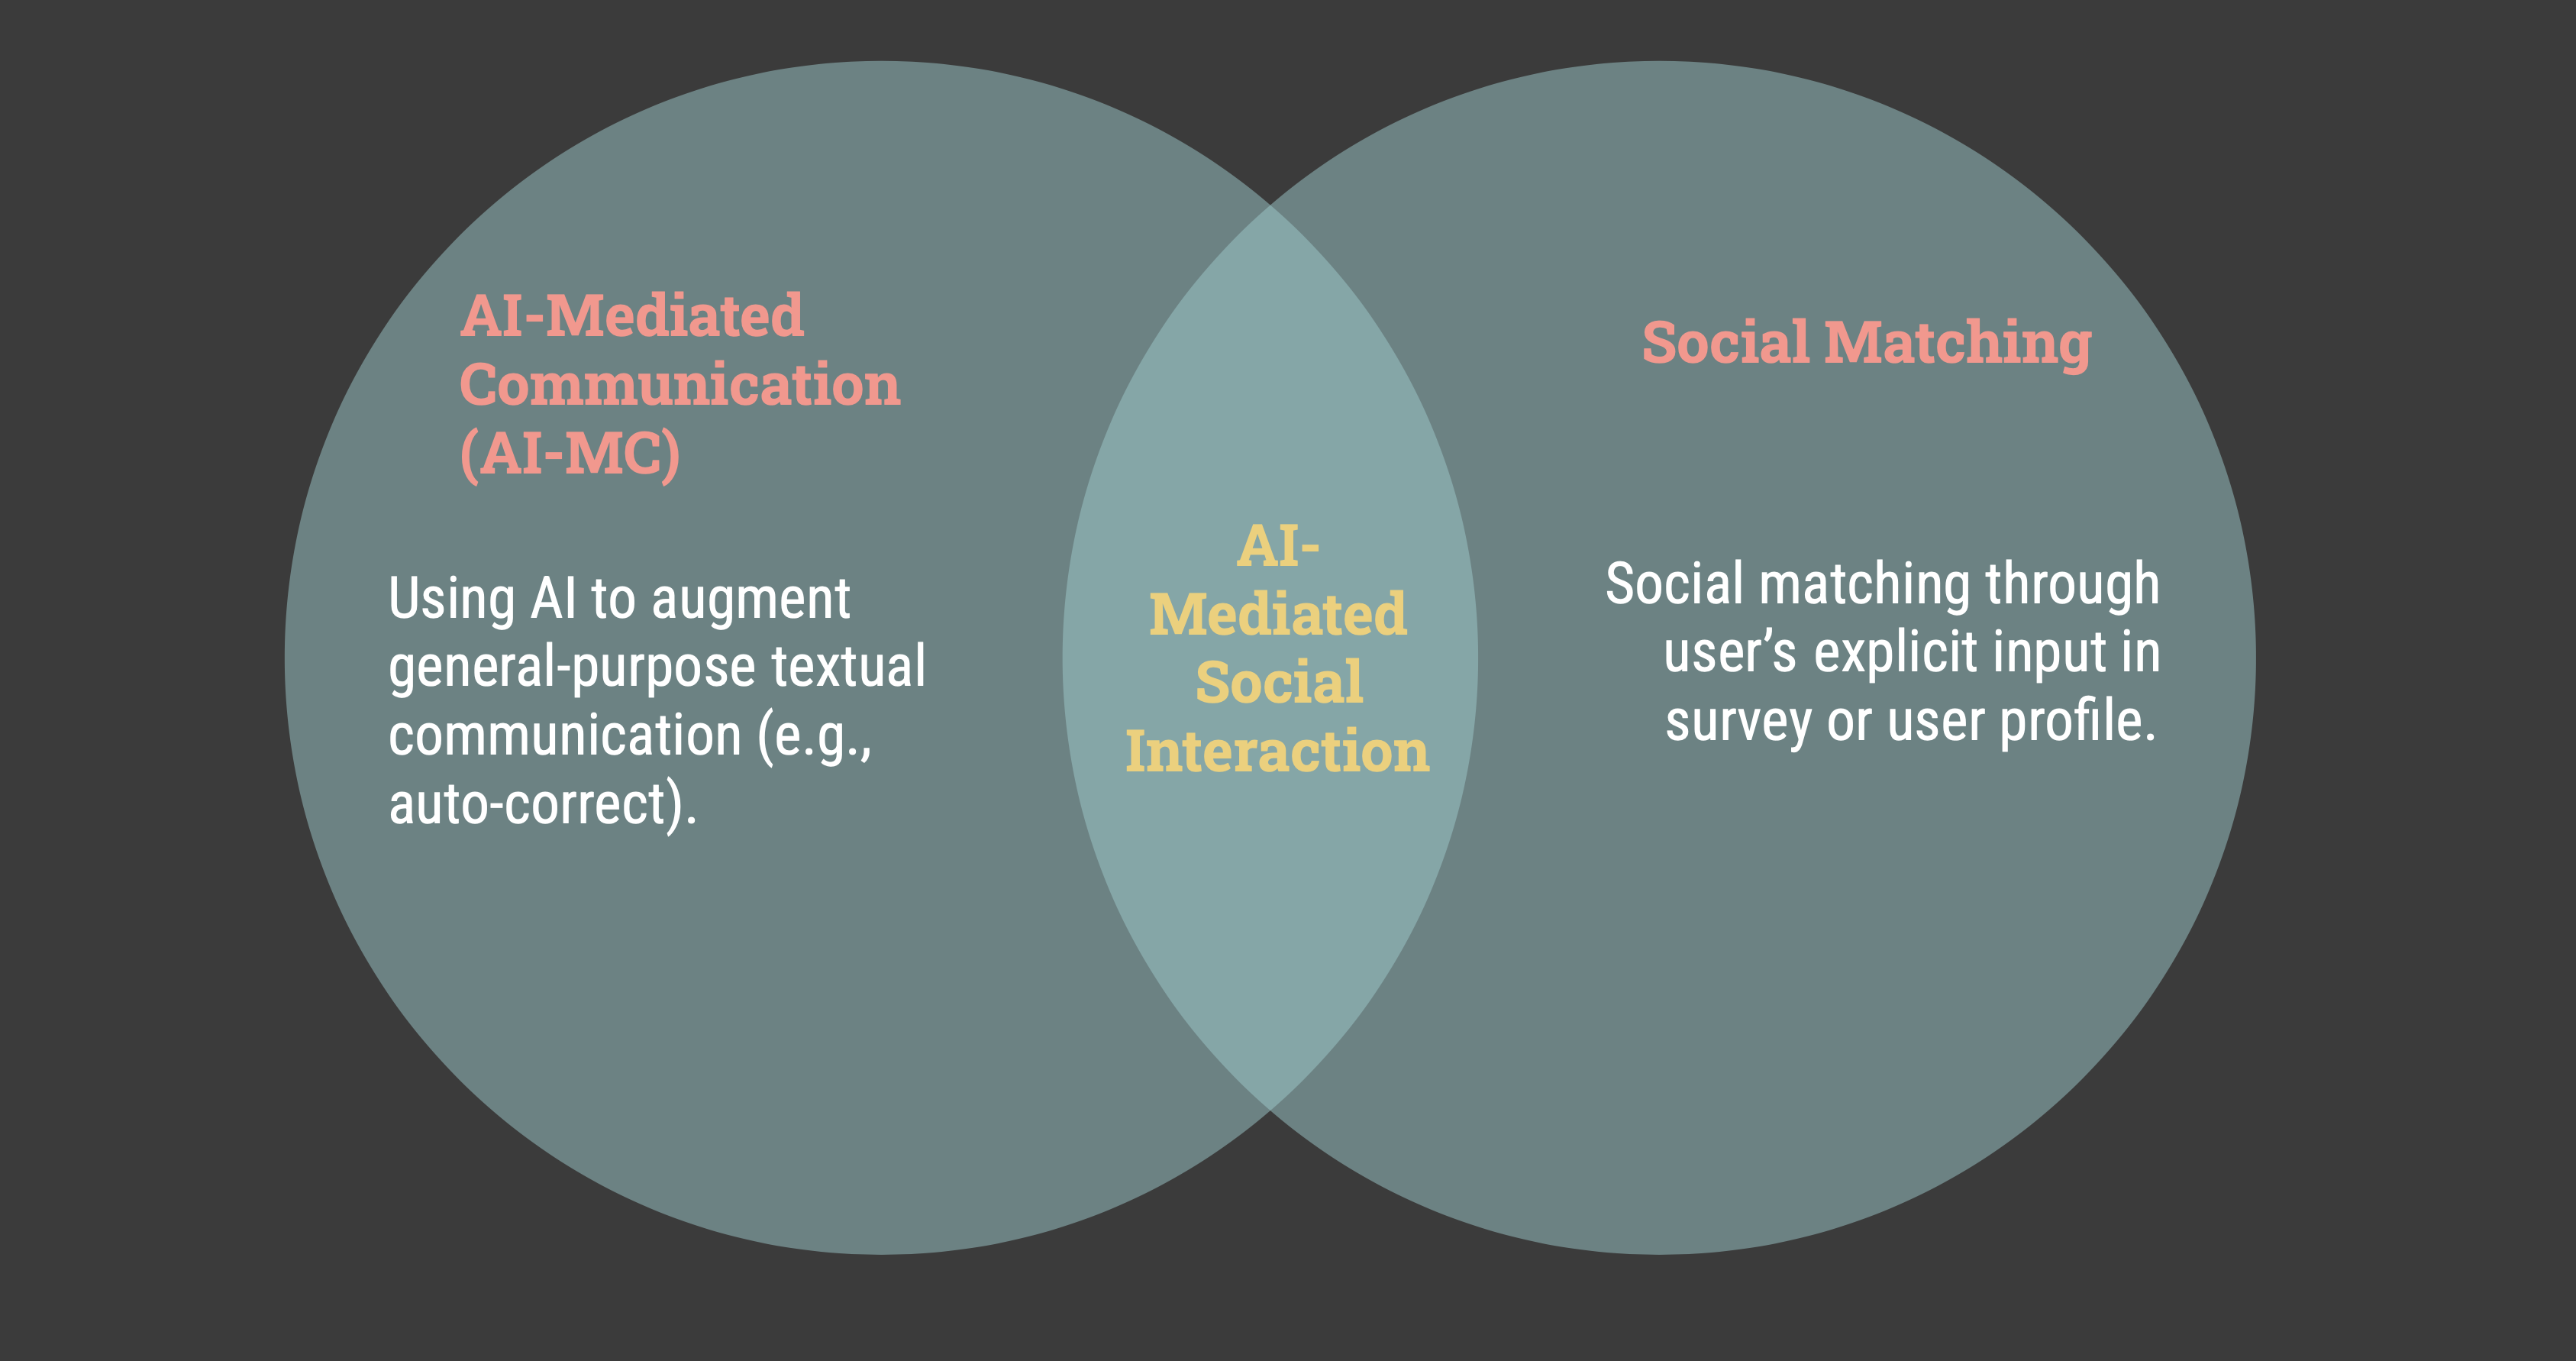 AI-Mediated
Communication
(AI-MC)
Using AI to augment
general-purpose textual
communication (e.g.,
auto-correct).
AI-
Mediated
Social
Interaction
Social Matching
Social matching through
user’s explicit input in
survey or user profile.